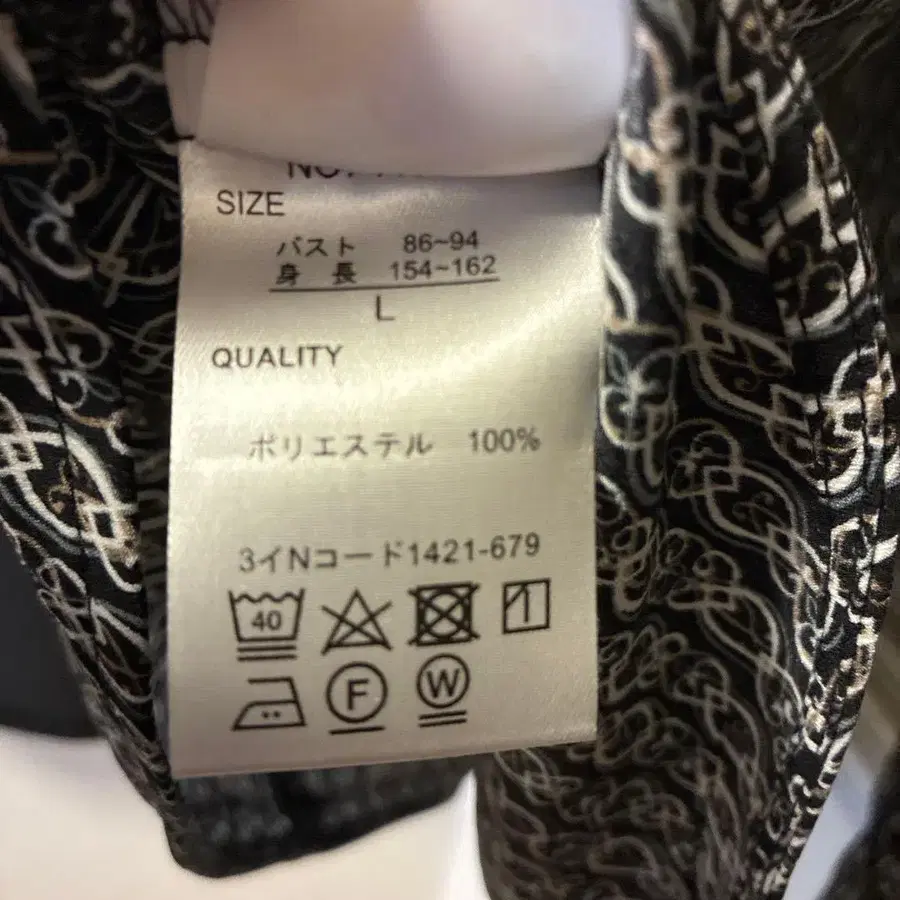 SIZE
バスト 86~94
身長 154~162
L
QUALITY
ポリエステル 100%
3イNコード1421-679
40
F
W